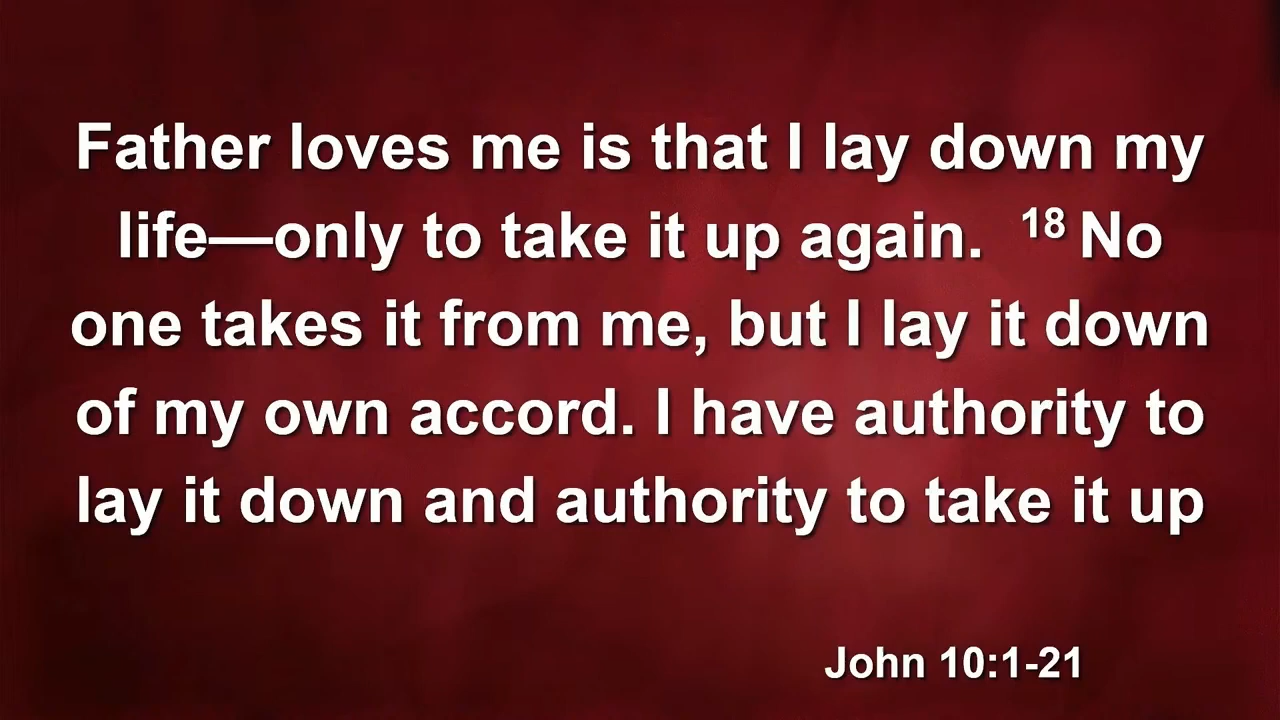 Father loves me is that I lay down my
life—only to take it up again. 18 No
one takes it from me, but I lay it down
of my own accord. I have authority to
lay it down and authority to take it up
John 10:1-21